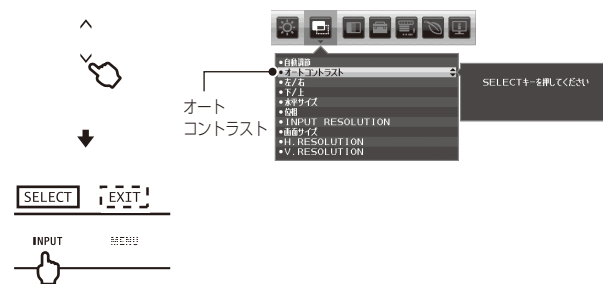 自動調節
オートコントラスト
左/右
下/上
水平サイズ
位相
INPUT RESOLUTION
画面サイズ
H.RESOLUTION
V.RESOLUTION
SELECTキーを押してください
オート
コントラスト
SELECT EXIT
INPUT MENU